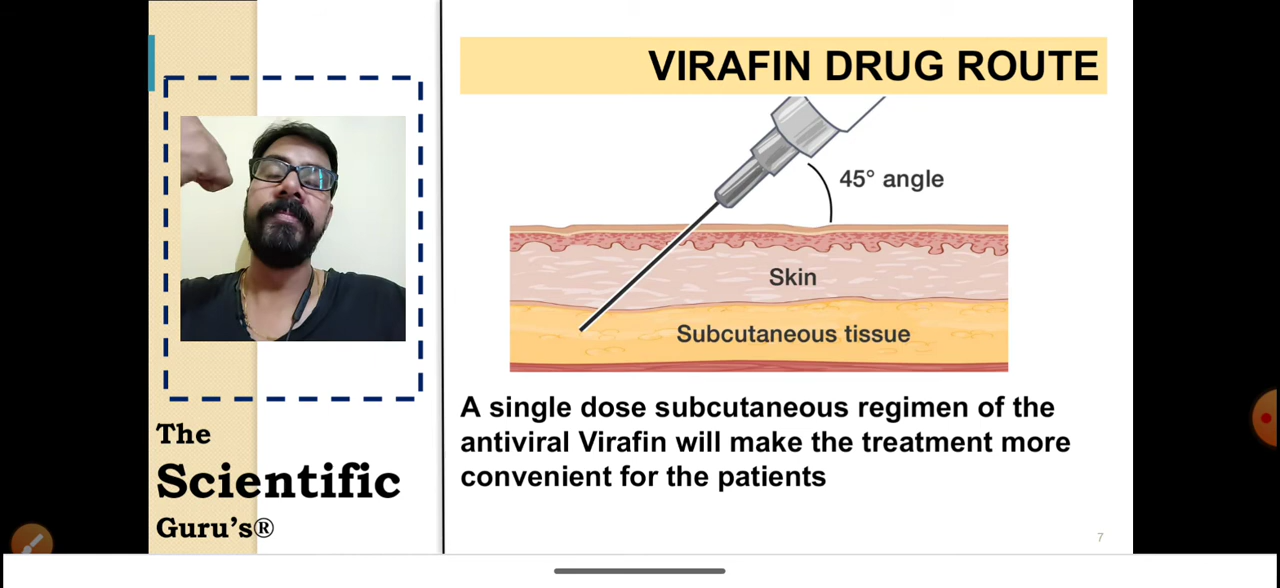 VIRAFIN DRUG ROUTE
45° angle
Skin
Subcutaneous tissue
A single dose subcutaneous regimen of the
antiviral Virafin will make the treatment more
convenient for the patients
The
Scientific
Guru's®
7